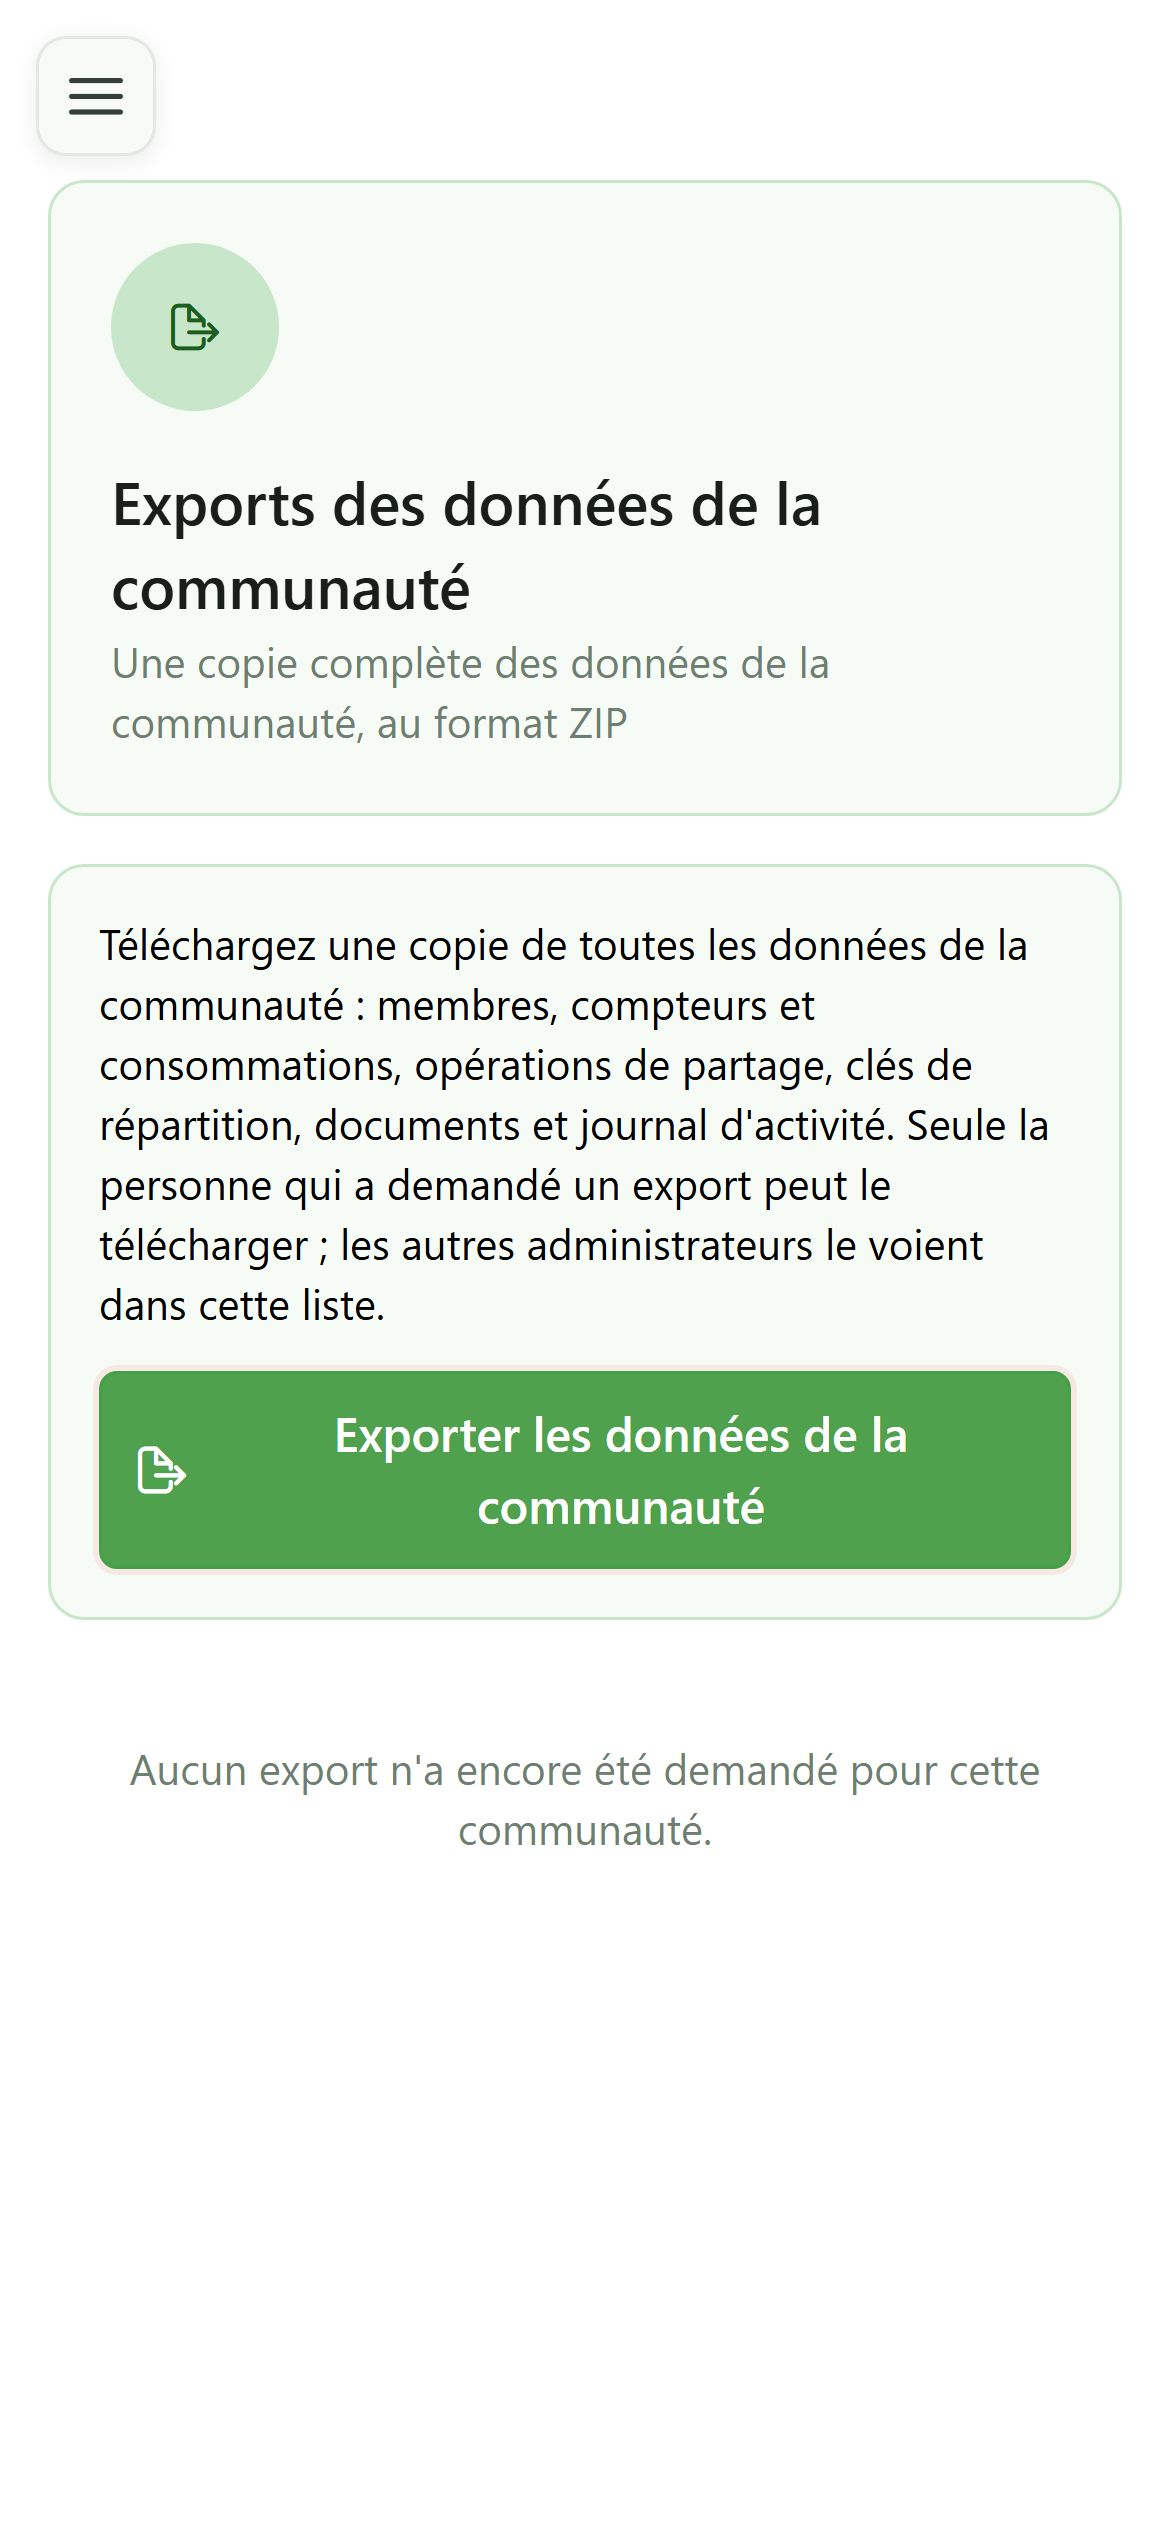 Exports des données de la
communauté
Une copie complète des données de la
communauté, au format ZIP
Téléchargez une copie de toutes les données de la
communauté : membres, compteurs et
consommations, opérations de partage, clés de
répartition, documents et journal d'activité. Seule la
personne qui a demandé un export peut le
télécharger ; les autres administrateurs le voient
dans cette liste.
Exporter les données de la
communauté
Aucun export n'a encore été demandé pour cette
communauté.